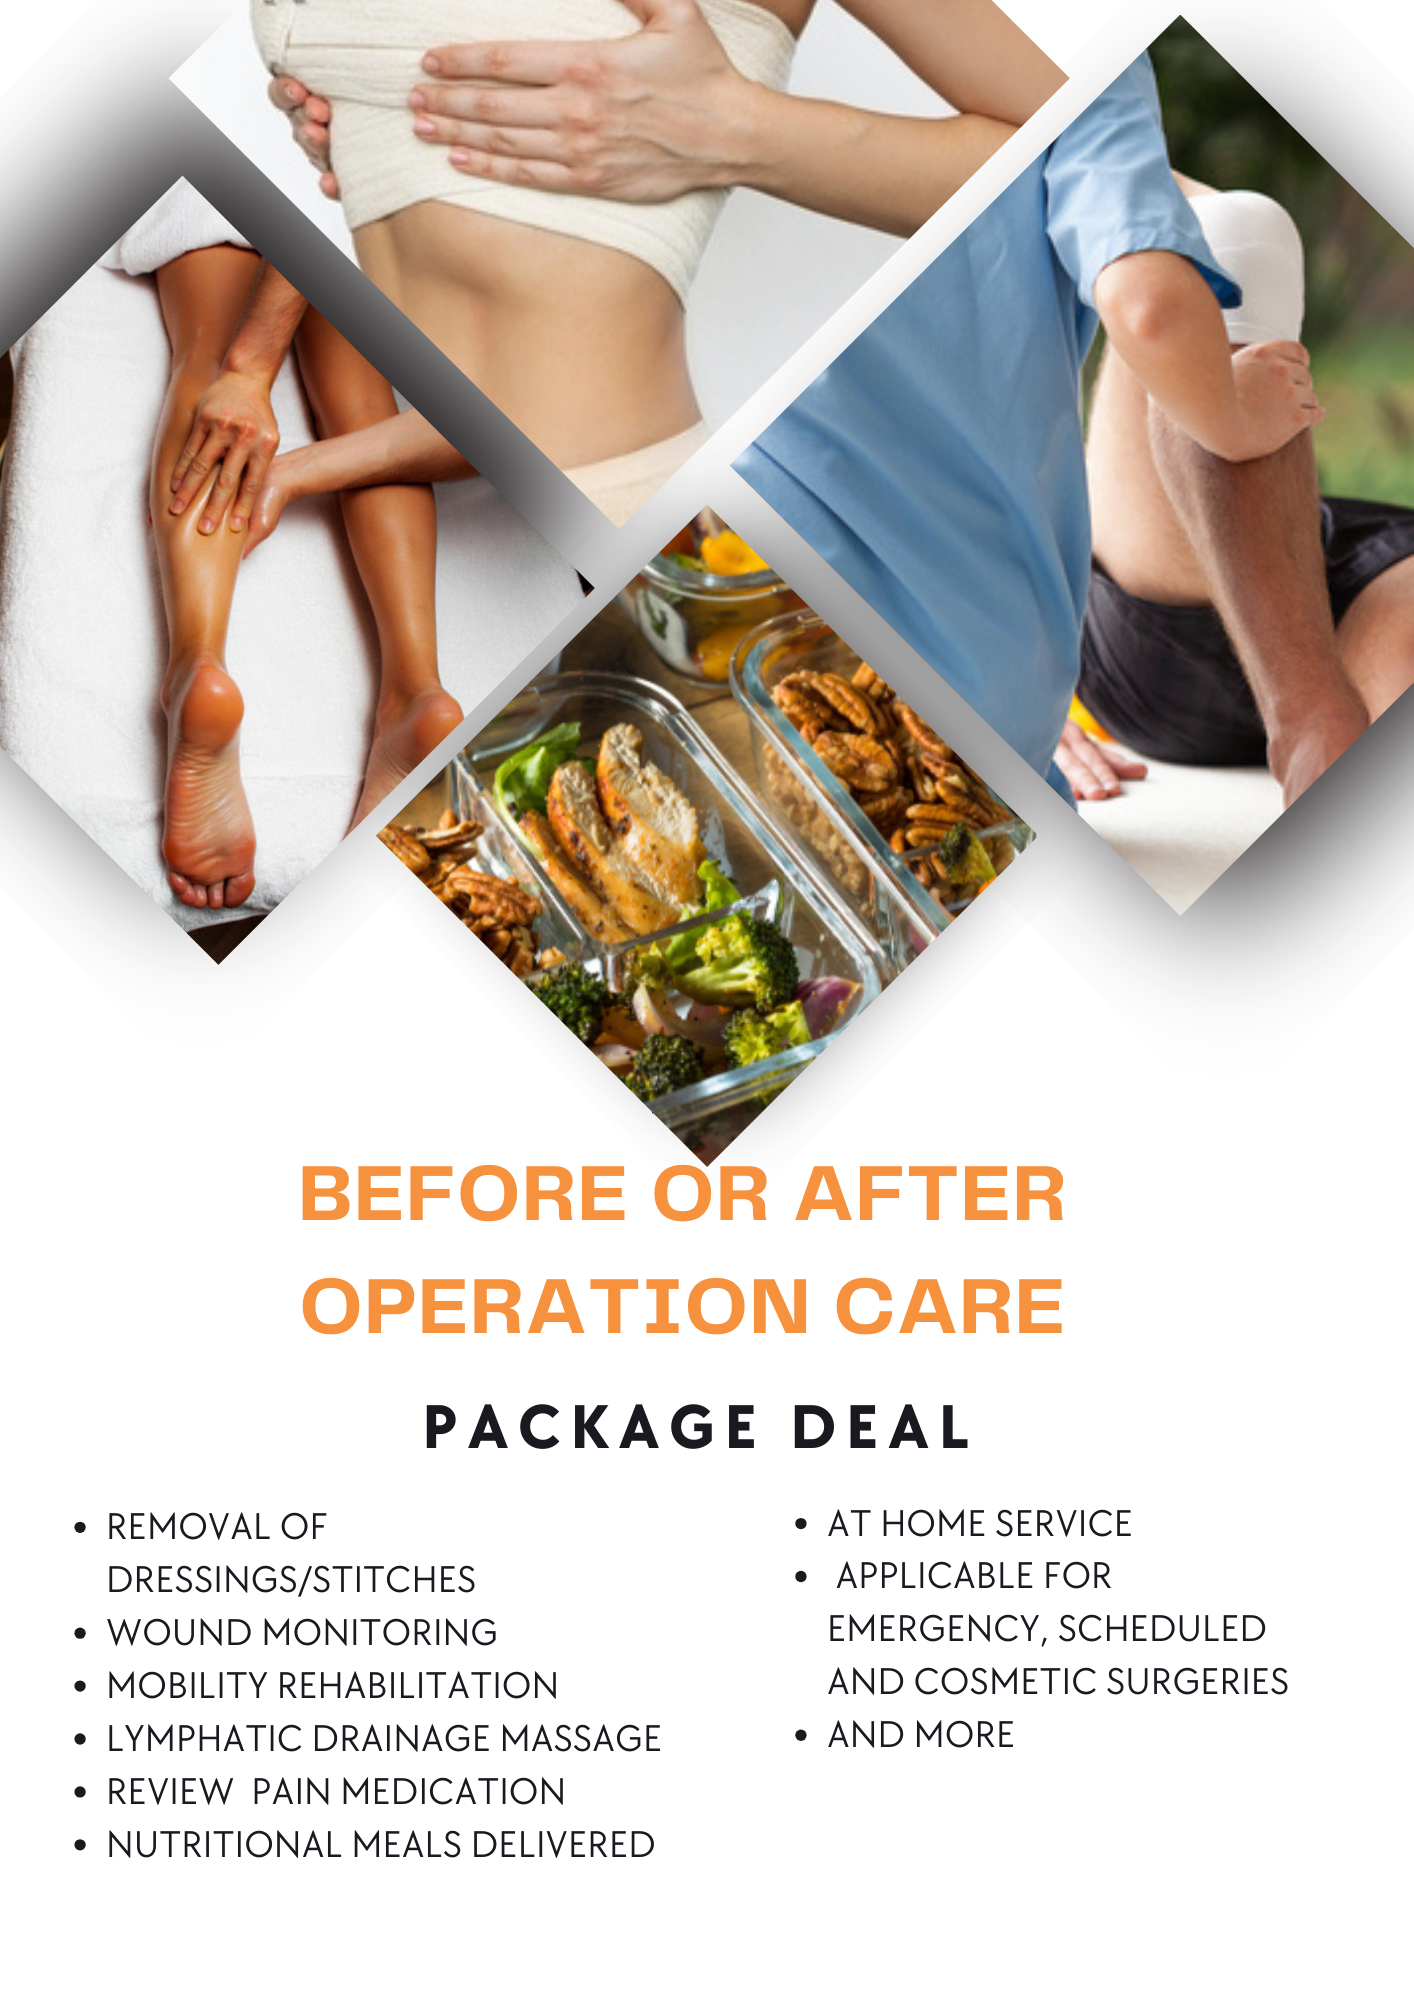 BEFORE OR AFTER
OPERATION CARE
PACKAGE DEAL
• REMOVAL OF
DRESSINGS/STITCHES
• WOUND MONITORING
• MOBILITY REHABILITATION
• LYMPHATIC DRAINAGE MASSAGE
• REVIEW PAIN MEDICATION
• NUTRITIONAL MEALS DELIVERED
• AT HOME SERVICE
• APPLICABLE FOR
EMERGENCY, SCHEDULED
AND COSMETIC SURGERIES
• AND MORE